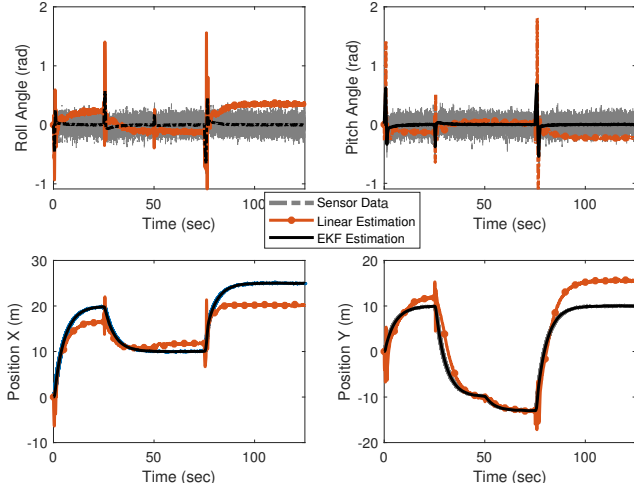 2
1
0
-1
Roll Angle (rad)
0
50
100
Time (sec)
2
1
0
-1
Pitch Angle (rad)
0
50
100
Time (sec)
Sensor Data
Linear Estimation
EKF Estimation
30
20
10
0
-10
Position X (m)
0
50
100
Time (sec)
20
10
0
-10
-20
Position Y (m)
0
50
100
Time (sec)